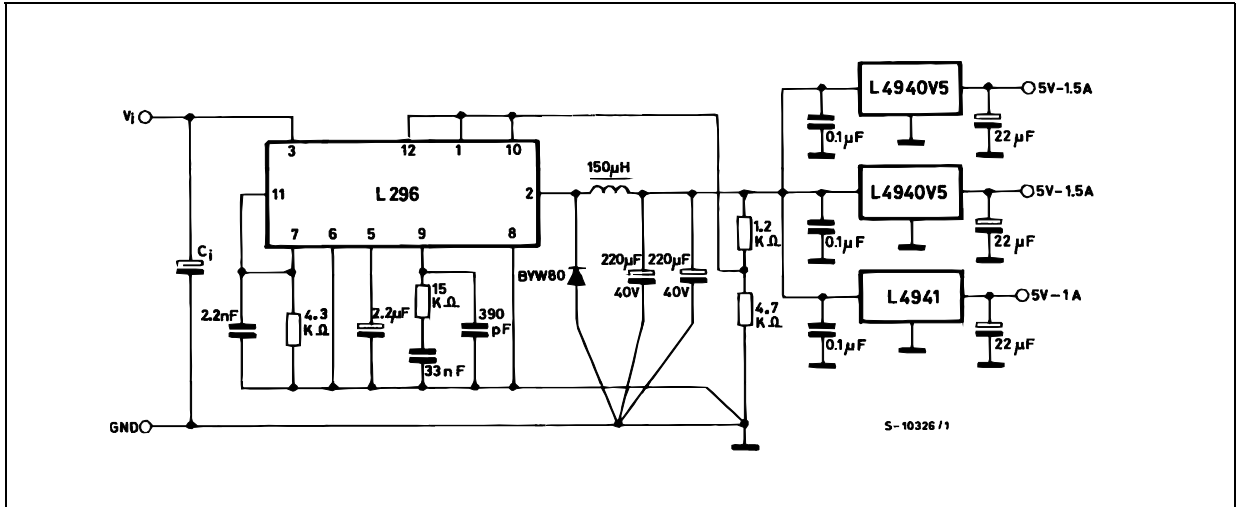 Vi
GND
Ci
3
12
1
10
11
L296
2
7
6
5
9
8
2.2nF
4.3
KΩ
2.2µF
15
KΩ
33nF
390
pF
BYW80
150µH
220µF
40V
220µF
40V
1.2
KΩ
4.7
KΩ
L4940V5
5V-1.5A
0.1µF
22µF
L4940V5
5V-1.5A
0.1µF
22µF
L4941
5V-1A
0.1µF
22µF
S-10326/1